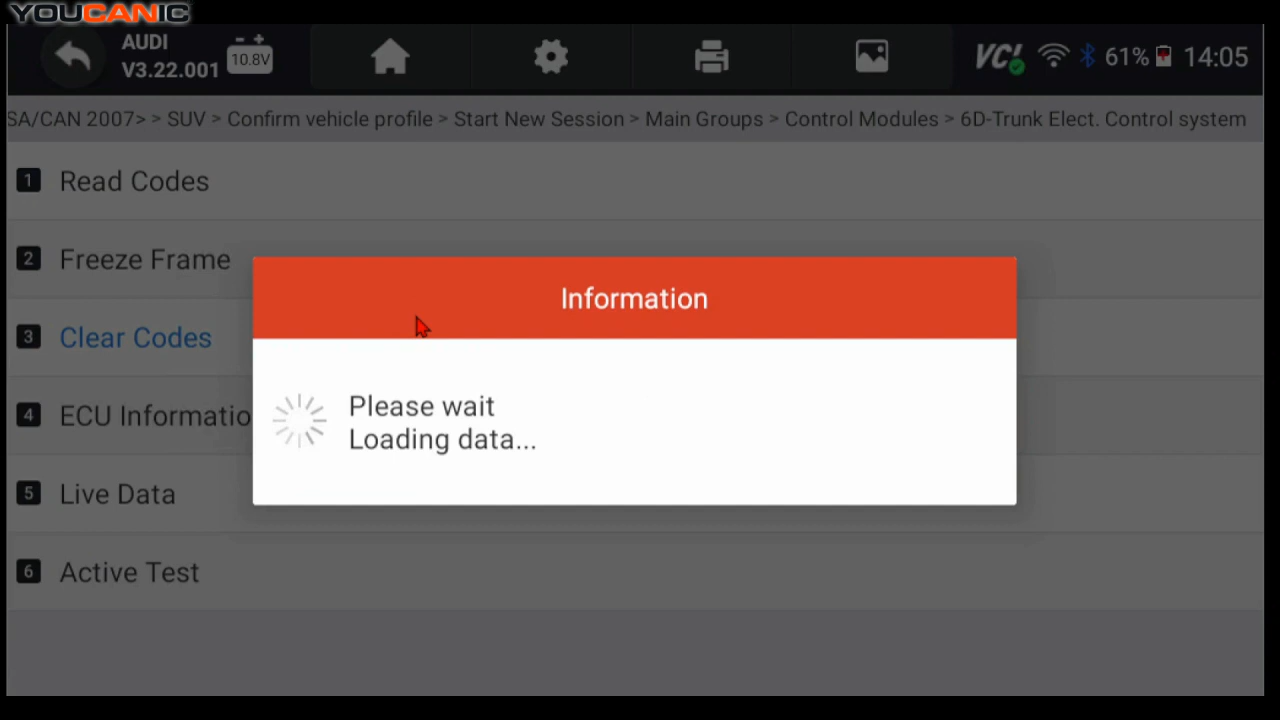 YOUCANIC
AUDI
V3.22.001
- +
10.8V
VC!
61%
14:05
SA/CAN 2007> > SUV > Confirm vehicle profile > Start New Session > Main Groups > Control Modules > 6D-Trunk Elect. Control system
1 Read Codes
2 Freeze Frame
Information
3 Clear Codes
Please wait
4 ECU Informatio
Loading data...
5 Live Data
6 Active Test